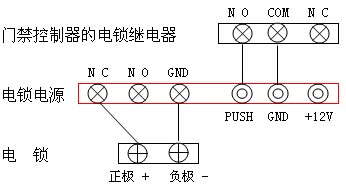 N O COM N C
门禁控制器的电锁继电器
N C N O GND
电锁电源
PUSH GND +12V
电 锁
正极 + 负极 -